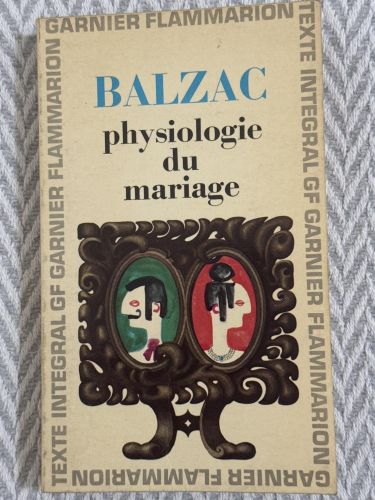 GARNIER FLAMMARION
TEXTE INTEGRAL GF GARNIER FLAMMARION
BALZAC
physiologie
du
mariage
TEXTE INTEGRAL GF GARNIER FLAMMARION
GARNIER FLAMMARION